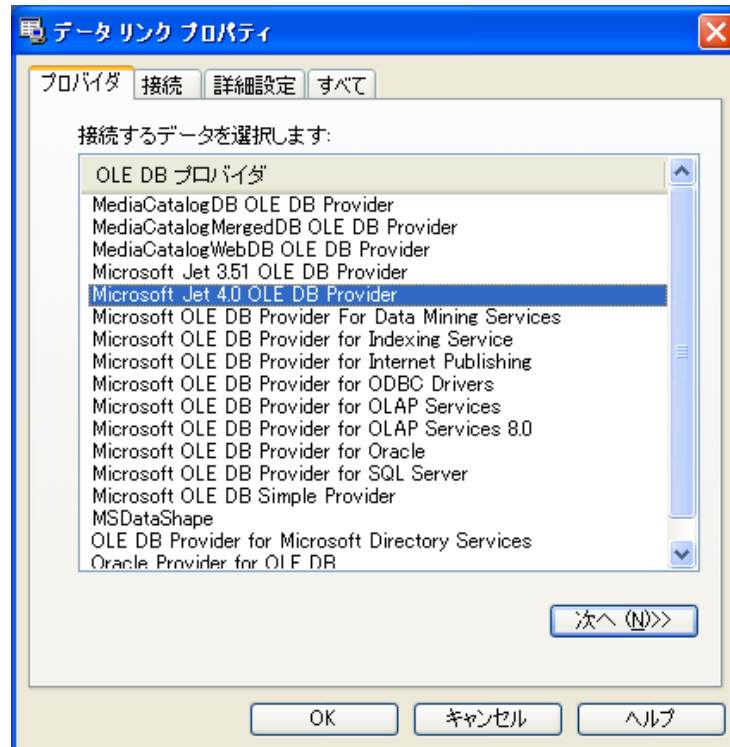 データ リンク プロパティ
プロバイダ 接続 詳細設定 すべて
接続するデータを選択します:
OLE DB プロバイダ
MediaCatalogDB OLE DB Provider
MediaCatalogMergedDB OLE DB Provider
MediaCatalogWebDB OLE DB Provider
Microsoft Jet 3.51 OLE DB Provider
Microsoft Jet 4.0 OLE DB Provider
Microsoft OLE DB Provider For Data Mining Services
Microsoft OLE DB Provider for Indexing Service
Microsoft OLE DB Provider for Internet Publishing
Microsoft OLE DB Provider for ODBC Drivers
Microsoft OLE DB Provider for OLAP Services
Microsoft OLE DB Provider for OLAP Services 8.0
Microsoft OLE DB Provider for Oracle
Microsoft OLE DB Provider for SQL Server
Microsoft OLE DB Simple Provider
MSDataShape
OLE DB Provider for Microsoft Directory Services
Oracle Provider for OLE DB
次へ (N)>>
OK キャンセル ヘルプ